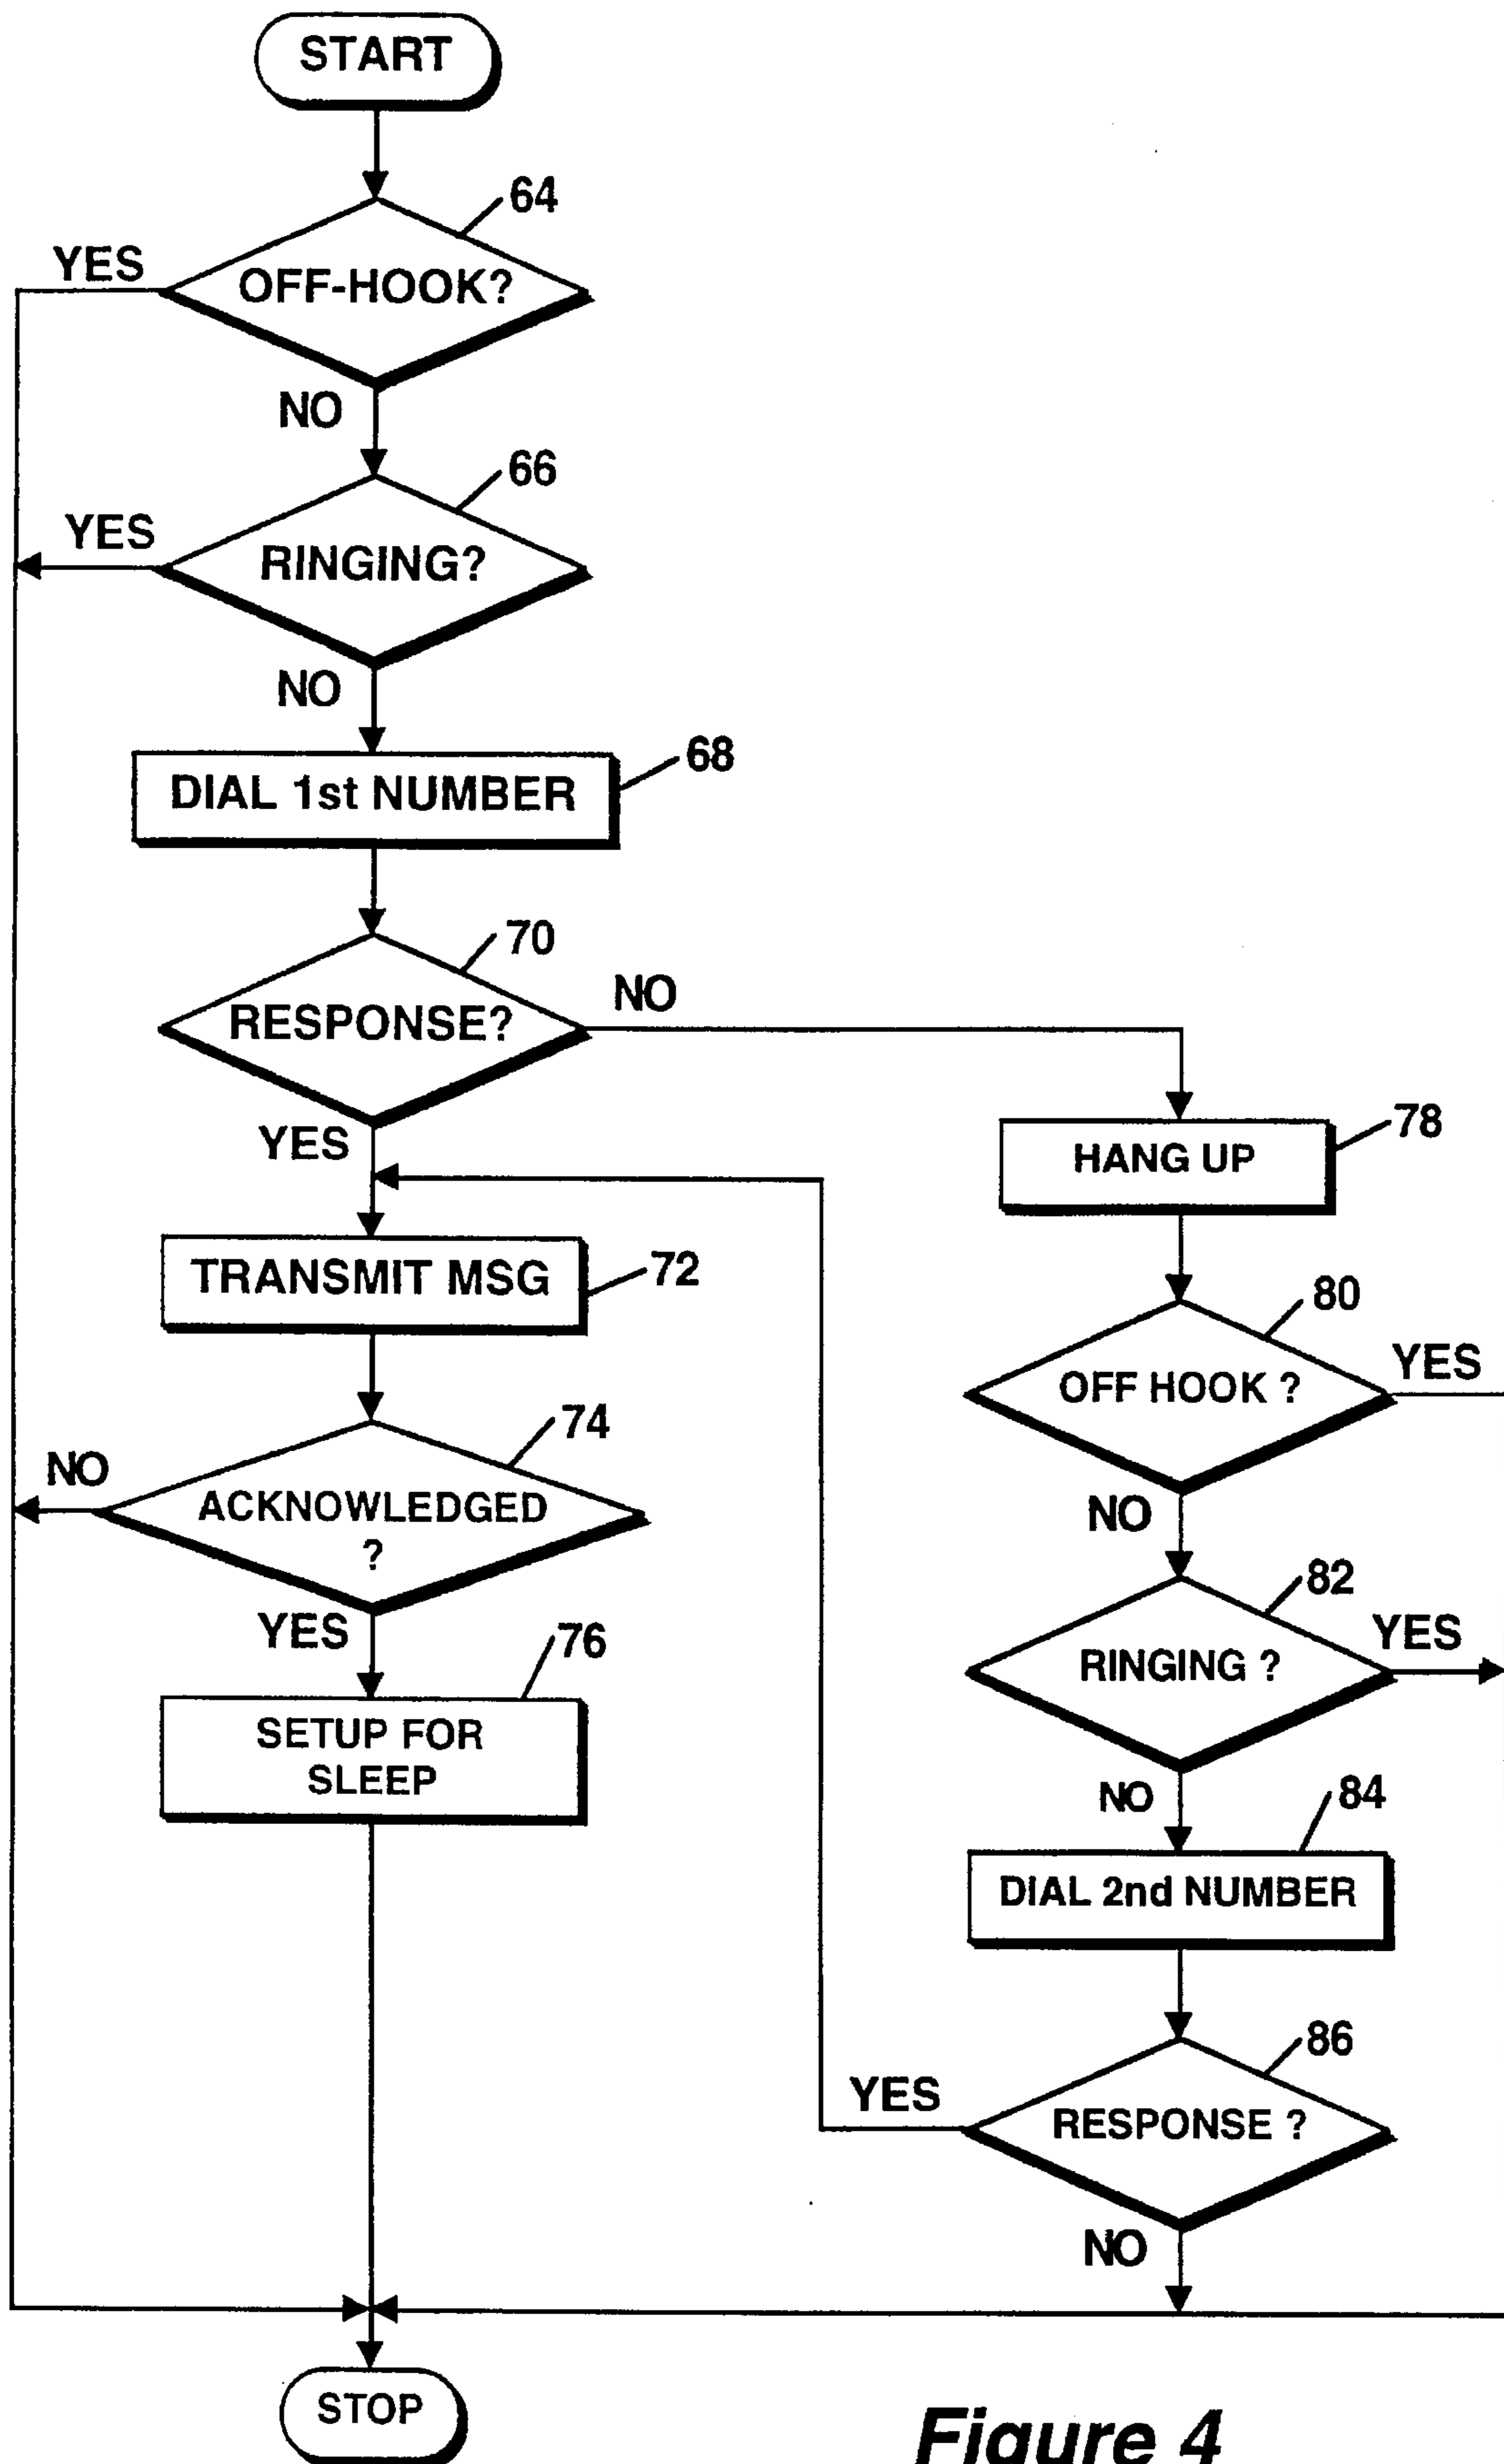 START
64
YES
OFF-HOOK?
NO
66
YES
RINGING?
NO
68
DIAL 1st NUMBER
70
RESPONSE?
NO
YES
78
HANG UP
TRANSMIT MSG
72
80
OFF HOOK ?
YES
74
NO
ACKNOWLEDGED
?
NO
82
YES
76
RINGING ?
YES
SETUP FOR
SLEEP
NO
84
DIAL 2nd NUMBER
86
YES
RESPONSE ?
NO
STOP
Figure 4